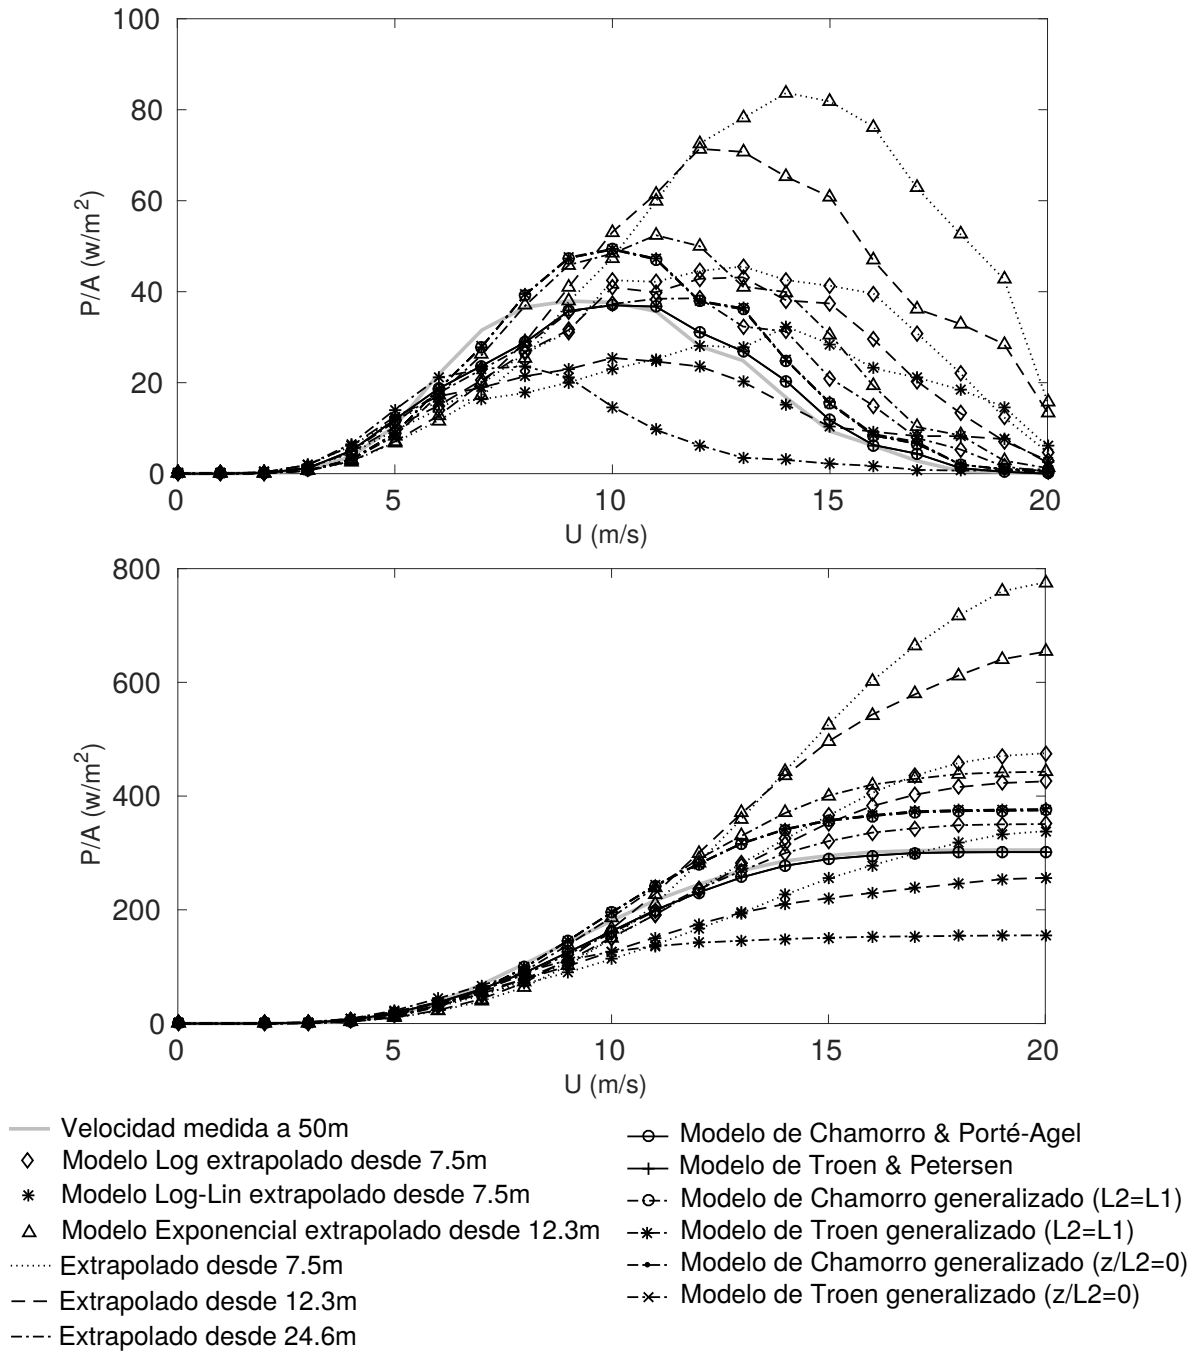 100
80
60
40
20
0
P/A (w/m²)
0 5 10 15 20
U (m/s)
800
600
400
200
0
P/A (w/m²)
0 5 10 15 20
U (m/s)
Velocidad medida a 50m
Modelo Log extrapolado desde 7.5m
Modelo Log-Lin extrapolado desde 7.5m
Modelo Exponencial extrapolado desde 12.3m
Extrapolado desde 7.5m
Extrapolado desde 12.3m
Extrapolado desde 24.6m
Modelo de Chamorro & Porté-Agel
Modelo de Troen & Petersen
Modelo de Chamorro generalizado (L2=L1)
Modelo de Troen generalizado (L2=L1)
Modelo de Chamorro generalizado (z/L2=0)
Modelo de Troen generalizado (z/L2=0)